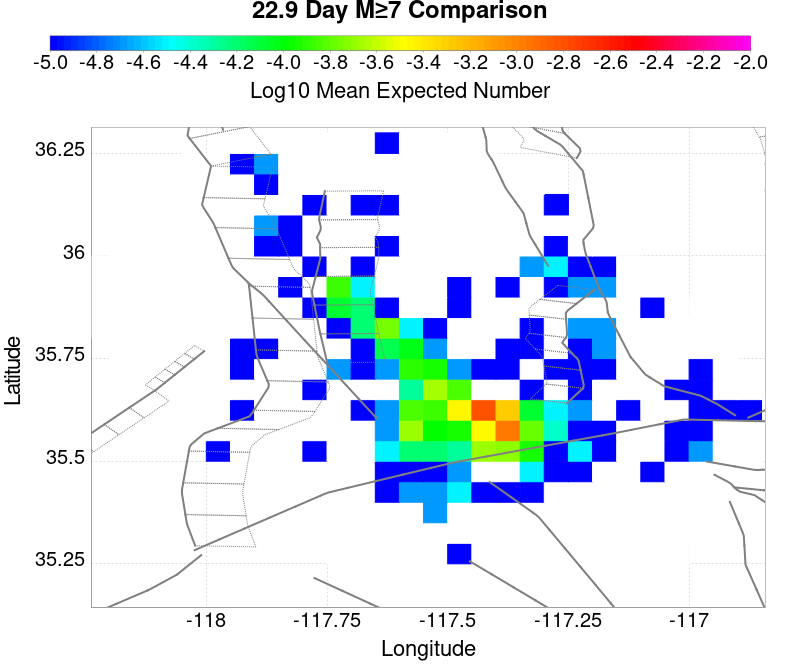 22.9 Day M≥7 Comparison
-5.0 -4.8 -4.6 -4.4 -4.2 -4.0 -3.8 -3.6 -3.4 -3.2 -3.0 -2.8 -2.6 -2.4 -2.2 -2.0
Log10 Mean Expected Number
36.25
36
35.75
35.5
35.25
Latitude
-118 -117.75 -117.5 -117.25 -117
Longitude